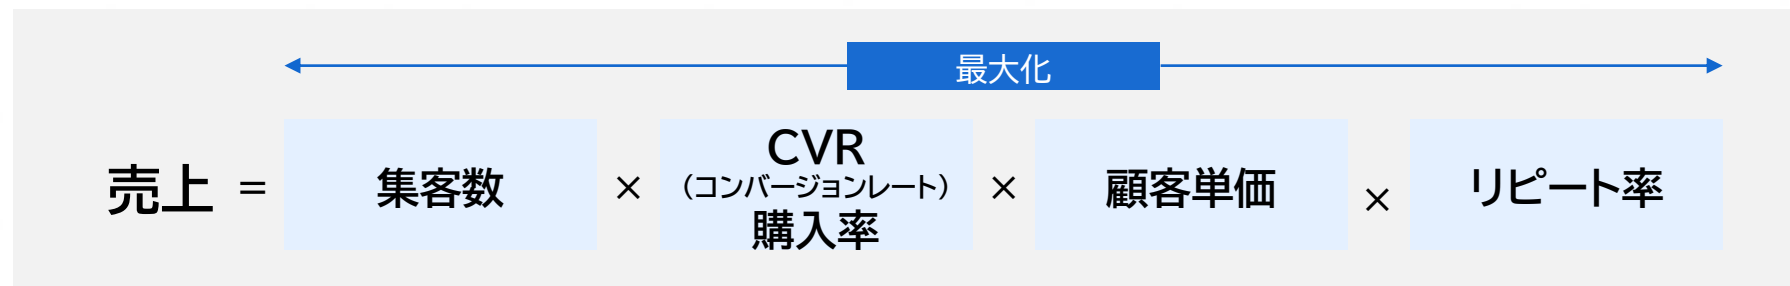 最大化
売上 = 集客数 × CVR
（コンバージョンレート）
購入率 × 顧客単価 × リピート率